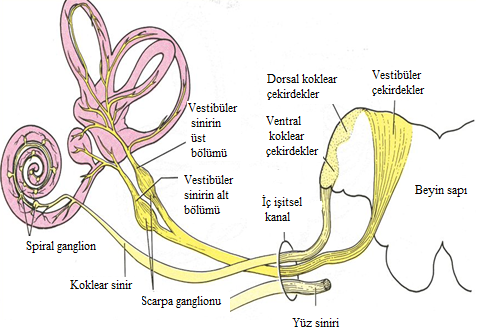 Vestibüler
sinirin
üst
bölümü
Vestibüler
sinirin alt
bölümü
Dorsal koklear
çekirdekler
Vestibüler
çekirdekler
Ventral
koklear
çekirdekler
İç işitsel
kanal
Beyin sapı
Spiral ganglion
Koklear sinir
Scarpa ganglionu
Yüz siniri